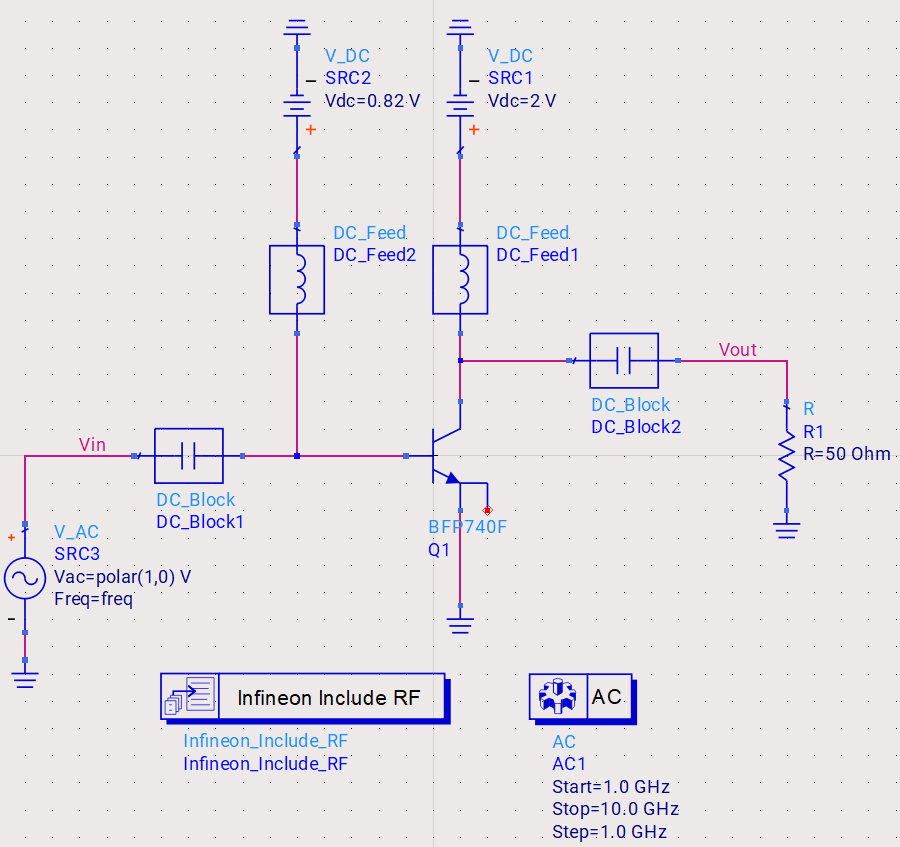 V_DC
SRC2
Vdc=0.82 V
V_DC
SRC1
Vdc=2 V
DC_Feed
DC_Feed2
DC_Feed
DC_Feed1
Vout
DC_Block
DC_Block2
R
R1
R=50 Ohm
Vin
DC_Block
DC_Block1
BFP740F
Q1
V_AC
SRC3
Vac=polar(1,0) V
Freq=freq
Infineon Include RF
Infineon_Include_RF
Infineon_Include_RF
AC
AC
AC1
Start=1.0 GHz
Stop=10.0 GHz
Step=1.0 GHz